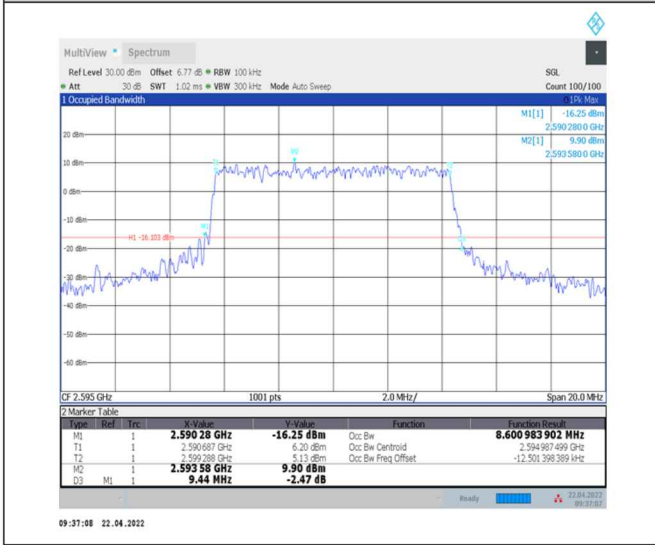 MultiView Spectrum
Ref Level 30.00 dBm Offset 6.77 dB RBW 100 kHz SGL
Att 30 dB SWT 1.02 ms VBW 300 kHz Mode Auto Sweep Count 100/100
1 Occupied Bandwidth 1Pk Max
M1[1] -16.25 dBm
2.590 280 0 GHz
M2[1] 9.90 dBm
2.593 580 0 GHz
20 dBm
10 dBm
0 dBm
-10 dBm
H1 -16.103 dBm
-20 dBm
-30 dBm
-40 dBm
-50 dBm
-60 dBm
M1
CF 2.595 GHz 1001 pts 2.0 MHz/ Span 20.0 MHz
2 Marker Table
Type Ref Trc X-Value Y-Value Function Function Result
M1 1 2.590 28 GHz -16.25 dBm Occ Bw 8.600 983 902 MHz
T1 1 2.590687 GHz 6.20 dBm Occ Bw Centroid 2.594 987 499 GHz
T2 1 2.599288 GHz 5.13 dBm Occ Bw Freq Offset -12.501 398 389 kHz
M2 1 2.593 58 GHz 9.90 dBm
D3 M1 1 9.44 MHz -2.47 dB
Ready 22.04.2022
09:37:07
09:37:08 22.04.2022